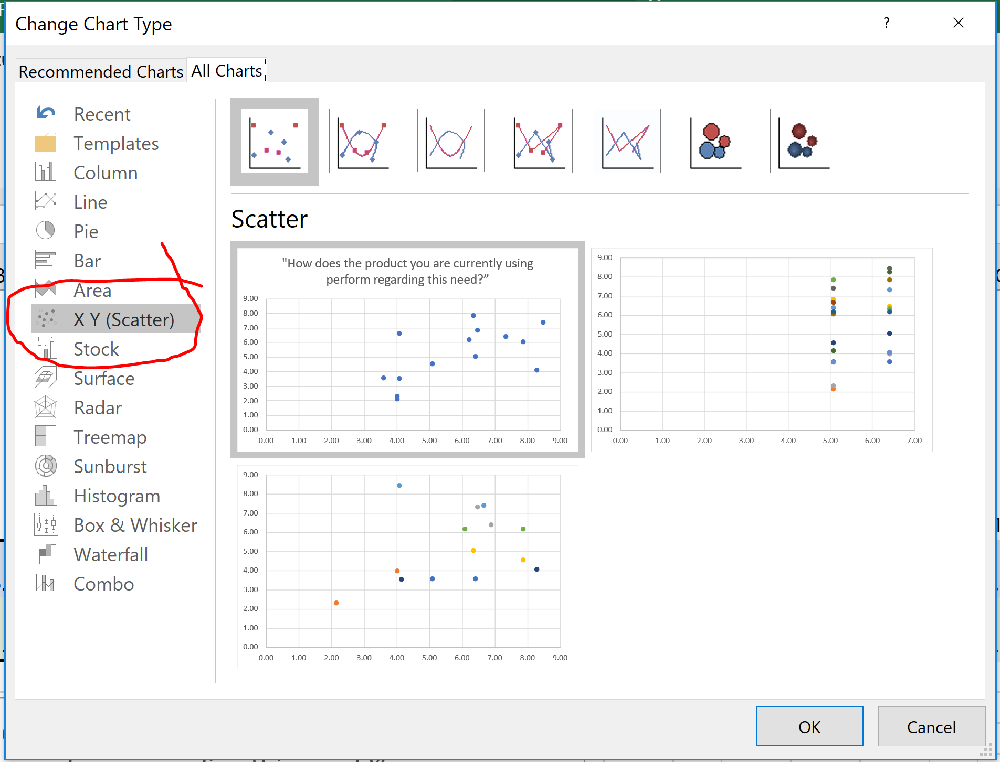 Change Chart Type
?
Recommended Charts
All Charts
Recent
Templates
Column
Line
Pie
Bar
Area
X Y (Scatter)
Stock
Surface
Radar
Treemap
Sunburst
Histogram
Box & Whisker
Waterfall
Combo
Scatter
"How does the product you are currently using
perform regarding this need?”
9.00
8.00
7.00
6.00
5.00
4.00
3.00
2.00
1.00
0.00
0.00 1.00 2.00 3.00 4.00 5.00 6.00 7.00 8.00 9.00
9.00
8.00
7.00
6.00
5.00
4.00
3.00
2.00
1.00
0.00
0.00 1.00 2.00 3.00 4.00 5.00 6.00 7.00
9.00
8.00
7.00
6.00
5.00
4.00
3.00
2.00
1.00
0.00
0.00 1.00 2.00 3.00 4.00 5.00 6.00 7.00 8.00 9.00
OK
Cancel